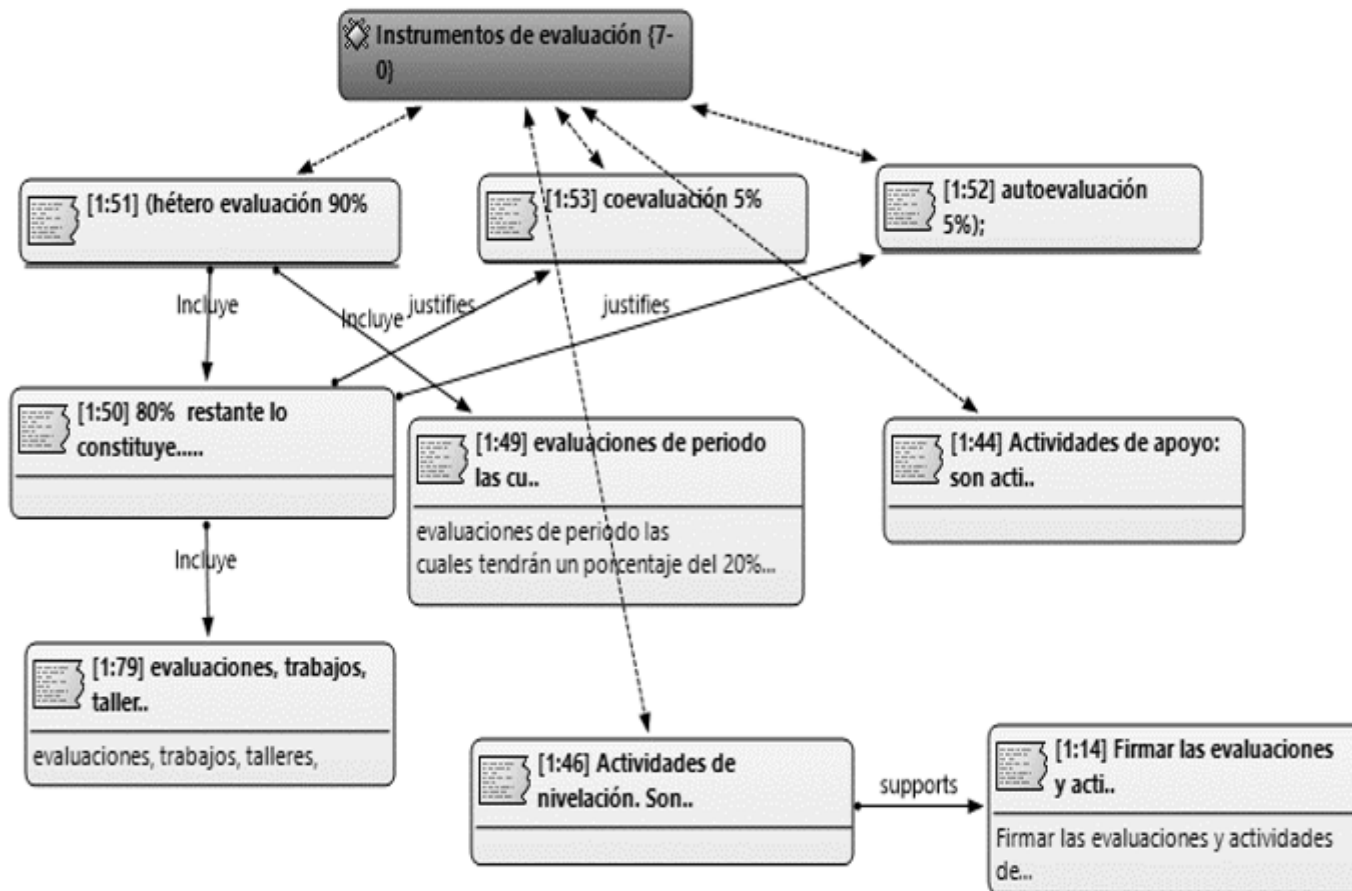 Instrumentos de evaluación {7-
0}
[1:51] (hétero evaluación 90%
[1:53] coevaluación 5%
[1:52] autoevaluación
5%);
Incluye
Incluye
justifies
justifies
[1:50] 80%  restante lo
constituye.....
[1:49] evaluaciones de periodo
las cu..
evaluaciones de periodo las
cuales tendrán un porcentaje del 20%...
[1:44] Actividades de apoyo:
son acti..
Incluye
[1:79] evaluaciones, trabajos,
taller..
evaluaciones, trabajos, talleres,
[1:46] Actividades de
nivelación. Son..
supports
[1:14] Firmar las evaluaciones
y acti..
Firmar las evaluaciones y actividades
de...